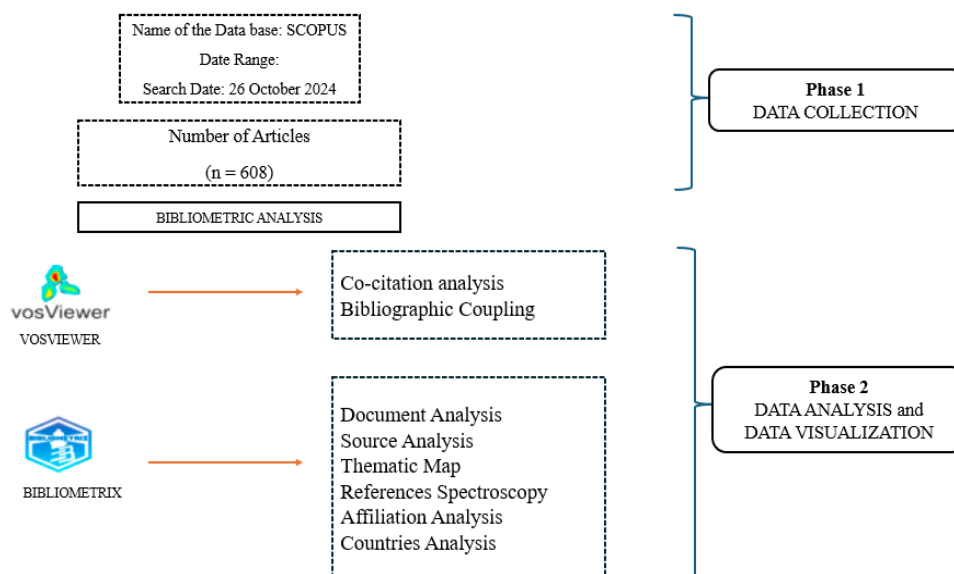 Name of the Data base: SCOPUS
Date Range:
Search Date: 26 October 2024
Phase 1
DATA COLLECTION
Number of Articles
(n = 608)
BIBLIOMETRIC ANALYSIS
vosViewer
VOSVIEWER
Co-citation analysis
Bibliographic Coupling
BIBLIOMETRIX
BIBLIOMETRIX
Document Analysis
Source Analysis
Thematic Map
References Spectroscopy
Affiliation Analysis
Countries Analysis
Phase 2
DATA ANALYSIS and
DATA VISUALIZATION